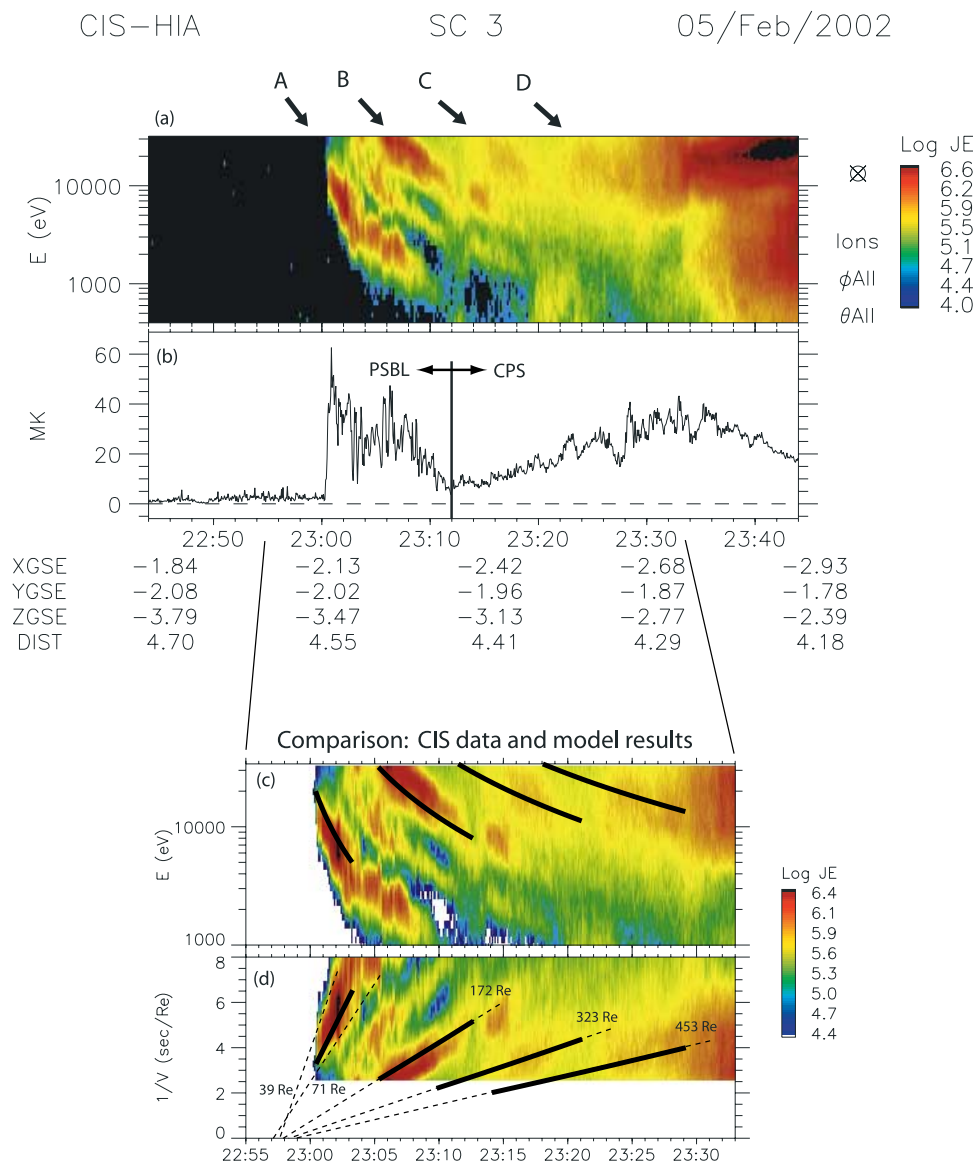 CIS-HIA SC 3 05/Feb/2002
A B C D
(a)
E (eV)
10000
1000
Log JE
6.6
6.2
5.9
5.5
5.1
4.7
4.4
4.0
Ions
ϕAll
θAll
(b)
PSBL CPS
MK
60
40
20
0
22:50 23:00 23:10 23:20 23:30 23:40
XGSE -1.84 -2.13 -2.42 -2.68 -2.93
YGSE -2.08 -2.02 -1.96 -1.87 -1.78
ZGSE -3.79 -3.47 -3.13 -2.77 -2.39
DIST 4.70 4.55 4.41 4.29 4.18
Comparison: CIS data and model results
(c)
E (eV)
10000
1000
Log JE
6.4
6.1
5.9
5.6
5.3
5.0
4.7
4.4
(d)
1/V (sec/Re)
8
6
4
2
0
172 Re
323 Re
453 Re
39 Re 71 Re
22:55 23:00 23:05 23:10 23:15 23:20 23:25 23:30